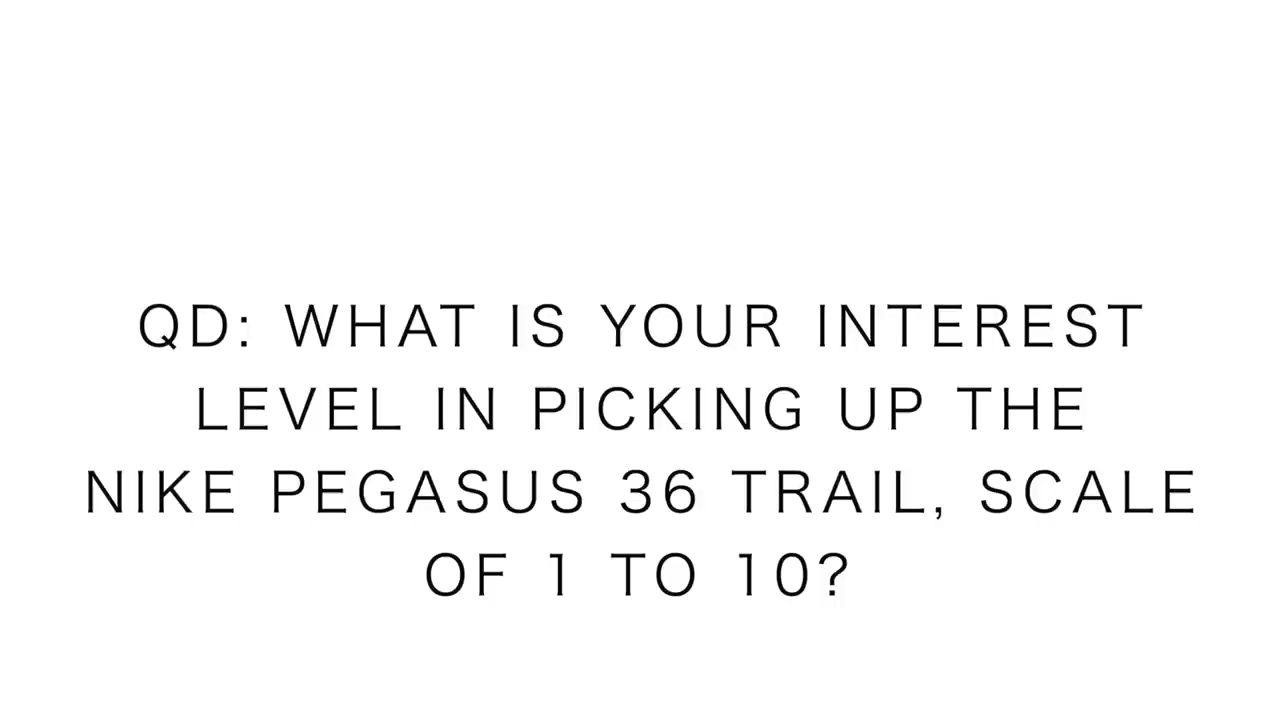 QD: WHAT IS YOUR INTEREST
LEVEL IN PICKING UP THE
NIKE PEGASUS 36 TRAIL, SCALE
OF 1 TO 10?